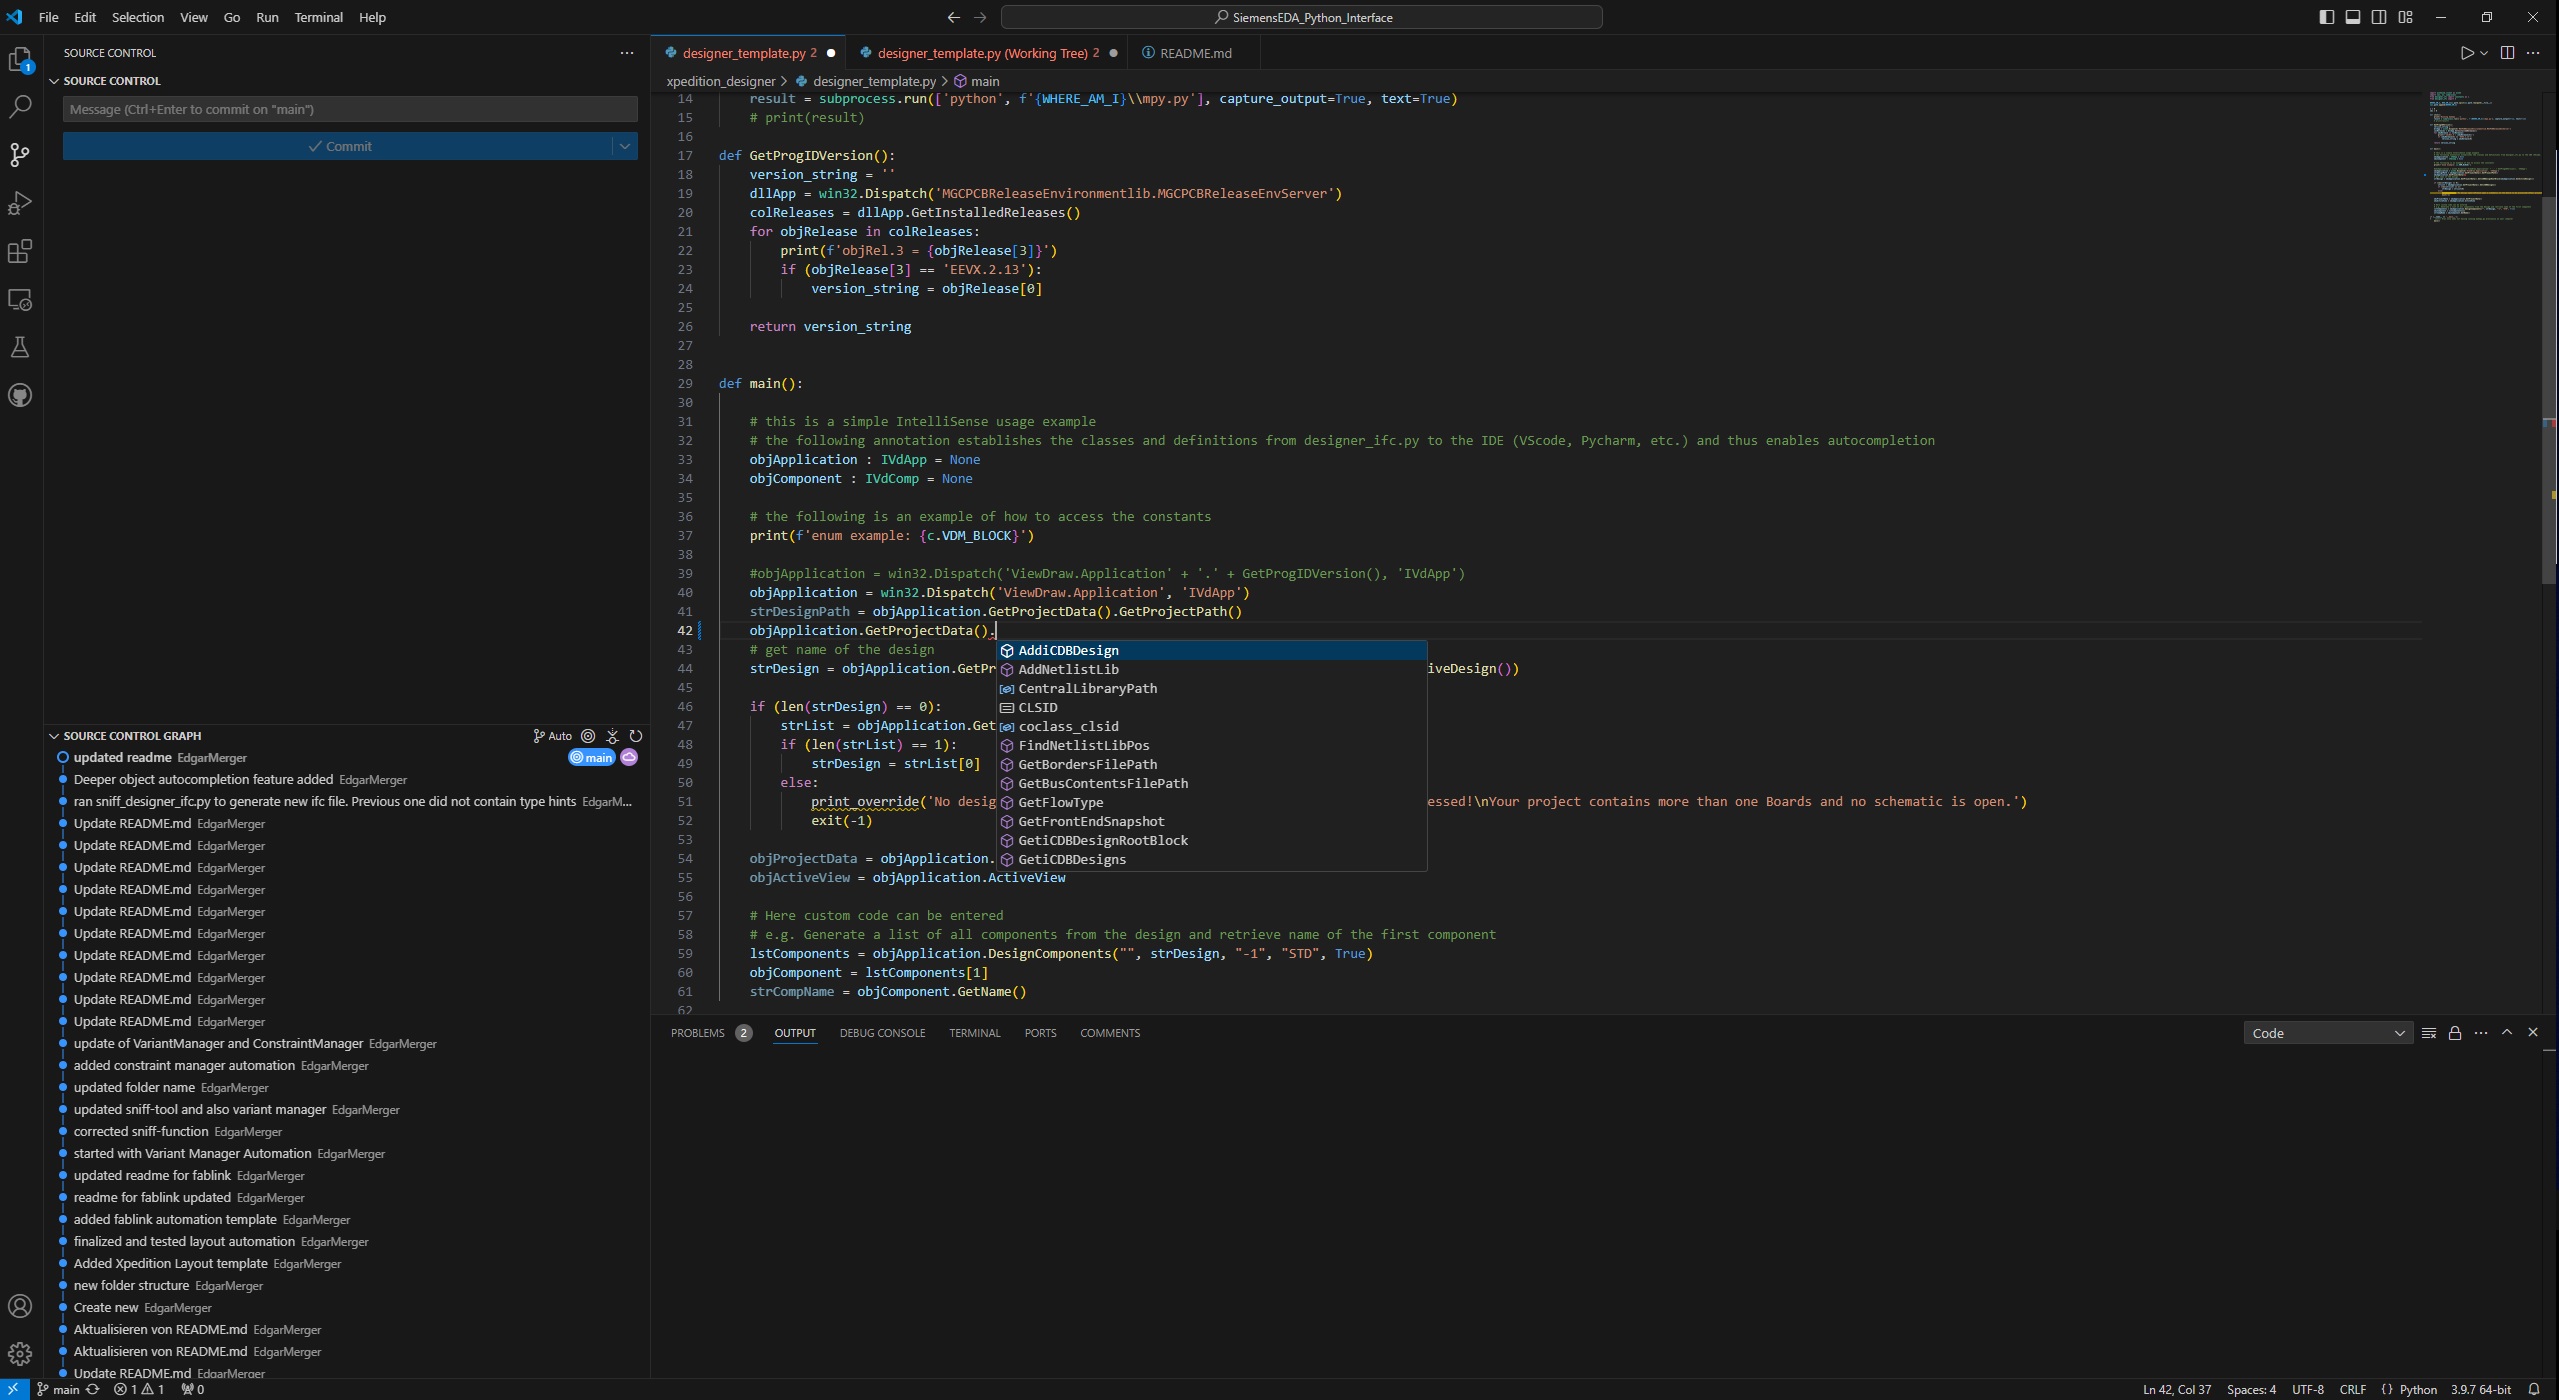 File Edit Selection View Go Run Terminal Help
SiemensEDA_Python_Interface
SOURCE CONTROL
SOURCE CONTROL
Message (Ctrl+Enter to commit on "main")
Commit
1
SOURCE CONTROL GRAPH
Auto
updated readme EdgarMerger main
Deeper object autocompletion feature added EdgarMerger
ran sniff_designer_ifc.py to generate new ifc file. Previous one did not contain type hints EdgarM...
Update README.md EdgarMerger
Update README.md EdgarMerger
Update README.md EdgarMerger
Update README.md EdgarMerger
Update README.md EdgarMerger
Update README.md EdgarMerger
Update README.md EdgarMerger
Update README.md EdgarMerger
Update README.md EdgarMerger
Update README.md EdgarMerger
update of VariantManager and ConstraintManager EdgarMerger
added constraint manager automation EdgarMerger
updated folder name EdgarMerger
updated sniff-tool and also variant manager EdgarMerger
corrected sniff-function EdgarMerger
started with Variant Manager Automation EdgarMerger
updated readme for fablink EdgarMerger
readme for fablink updated EdgarMerger
added fablink automation template EdgarMerger
finalized and tested layout automation EdgarMerger
Added Xpedition Layout template EdgarMerger
new folder structure EdgarMerger
Create new EdgarMerger
Aktualisieren von README.md EdgarMerger
Aktualisieren von README.md EdgarMerger
Update README.md EdgarMerger
designer_template.py 2
designer_template.py (Working Tree) 2
README.md
xpedition_designer > designer_template.py > main
14 result = subprocess.run(['python', f'{WHERE_AM_I}\\mpy.py'], capture_output=True, text=True)
15 # print(result)
16
17 def GetProgIDVersion():
18 version_string = ''
19 dllApp = win32.Dispatch('MGCPCBReleaseEnvironmentlib.MGCPCBReleaseEnvServer')
20 colReleases = dllApp.GetInstalledReleases()
21 for objRelease in colReleases:
22 print(f'objRel.3 = {objRelease[3]}')
23 if (objRelease[3] == 'EEVX.2.13'):
24 version_string = objRelease[0]
25
26 return version_string
27
28
29 def main():
30
31 # this is a simple IntelliSense usage example
32 # the following annotation establishes the classes and definitions from designer_ifc.py to the IDE (VScode, Pycharm, etc.) and thus enables autocompletion
33 objApplication : IVdApp = None
34 objComponent : IVdComp = None
35
36 # the following is an example of how to access the constants
37 print(f'enum example: {c.VDM_BLOCK}')
38
39 #objApplication = win32.Dispatch('ViewDraw.Application' + '.' + GetProgIDVersion(), 'IVdApp')
40 objApplication = win32.Dispatch('ViewDraw.Application', 'IVdApp')
41 strDesignPath = objApplication.GetProjectData().GetProjectPath()
42 objApplication.GetProjectData().
43 # get name of the design
44 strDesign = objApplication.GetPr iveDesign())
45
46 if (len(strDesign) == 0):
47 strList = objApplication.Get
48 if (len(strList) == 1):
49 strDesign = strList[0]
50 else:
51 print_override('No desig essed!\nYour project contains more than one Boards and no schematic is open.')
52 exit(-1)
53
54 objProjectData = objApplication.
55 objActiveView = objApplication.ActiveView
56
57 # Here custom code can be entered
58 # e.g. Generate a list of all components from the design and retrieve name of the first component
59 lstComponents = objApplication.DesignComponents("", strDesign, "-1", "STD", True)
60 objComponent = lstComponents[1]
61 strCompName = objComponent.GetName()
62
AddiCDBDesign
AddNetlistLib
CentralLibraryPath
CLSID
coclass_clsid
FindNetlistLibPos
GetBordersFilePath
GetBusContentsFilePath
GetFlowType
GetFrontEndSnapshot
GetiCDBDesignRootBlock
GetiCDBDesigns
PROBLEMS 2 OUTPUT DEBUG CONSOLE TERMINAL PORTS COMMENTS
Code
main 1 1 0
Ln 42, Col 37 Spaces: 4 UTF-8 CRLF {} Python 3.9.7 64-bit